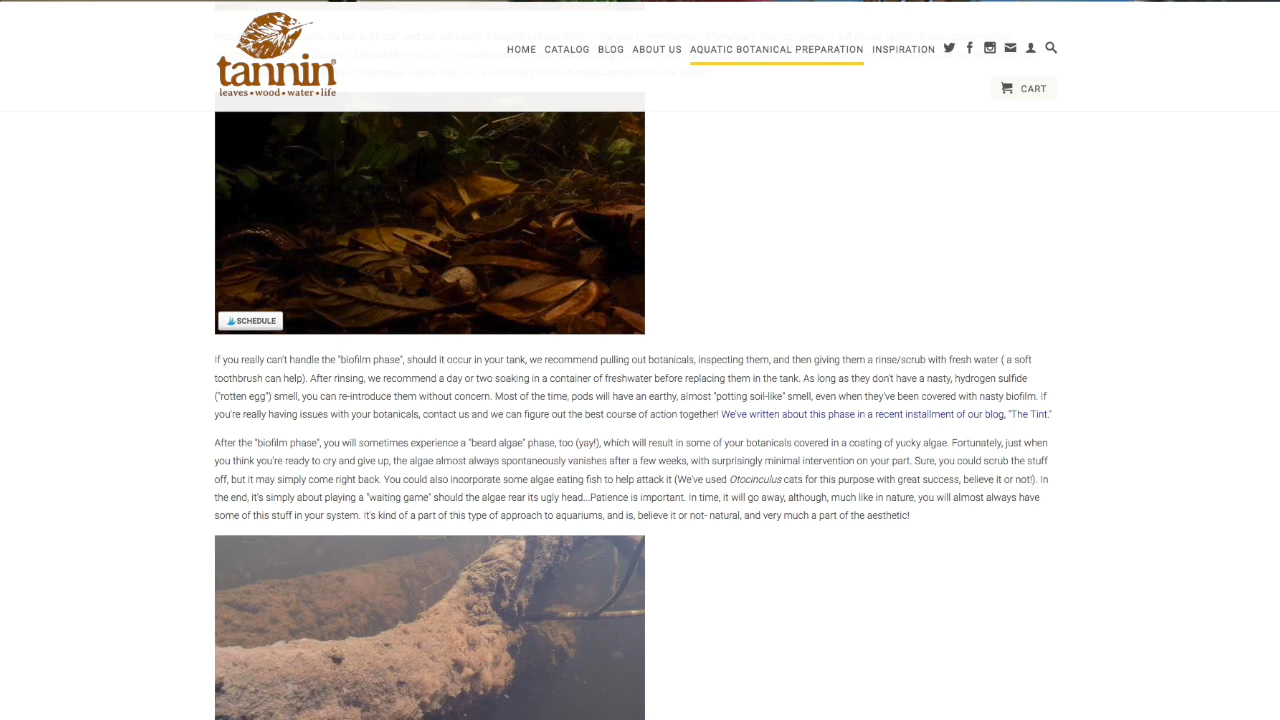 tannin®
leaves • wood • water • life
HOME CATALOG BLOG ABOUT US AQUATIC BOTANICAL PREPARATION INSPIRATION
CART
SCHEDULE
If you really can't handle the "biofilm phase", should it occur in your tank, we recommend pulling out botanicals, inspecting them, and then giving them a rinse/scrub with fresh water ( a soft
toothbrush can help). After rinsing, we recommend a day or two soaking in a container of freshwater before replacing them in the tank. As long as they don't have a nasty, hydrogen sulfide
("rotten egg") smell, you can re-introduce them without concern. Most of the time, pods will have an earthy, almost "potting soil-like" smell, even when they've been covered with nasty biofilm. If
you're really having issues with your botanicals, contact us and we can figure out the best course of action together! We've written about this phase in a recent installment of our blog, "The Tint."
After the "biofilm phase", you will sometimes experience a "beard algae" phase, too (yay!), which will result in some of your botanicals covered in a coating of yucky algae. Fortunately, just when
you think you're ready to cry and give up, the algae almost always spontaneously vanishes after a few weeks, with surprisingly minimal intervention on your part. Sure, you could scrub the stuff
off, but it may simply come right back. You could also incorporate some algae eating fish to help attack it (We've used Otocinculus cats for this purpose with great success, believe it or not!). In
the end, it's simply about playing a "waiting game" should the algae rear its ugly head...Patience is important. In time, it will go away, although, much like in nature, you will almost always have
some of this stuff in your system. It's kind of a part of this type of approach to aquariums, and is, believe it or not- natural, and very much a part of the aesthetic!